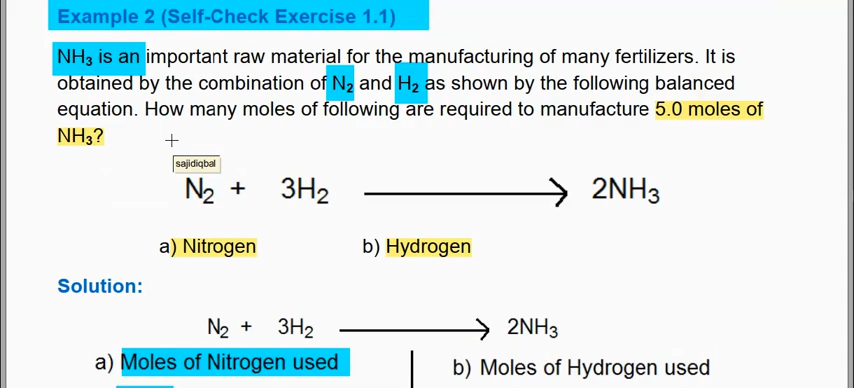 Example 2 (Self-Check Exercise 1.1)
NH₃ is an important raw material for the manufacturing of many fertilizers. It is
obtained by the combination of N₂ and H₂ as shown by the following balanced
equation. How many moles of following are required to manufacture 5.0 moles of
NH₃?
sajidiqbal
N₂ + 3H₂ ⟶ 2NH₃
a) Nitrogen b) Hydrogen
Solution:
N₂ + 3H₂ ⟶ 2NH₃
a) Moles of Nitrogen used b) Moles of Hydrogen used